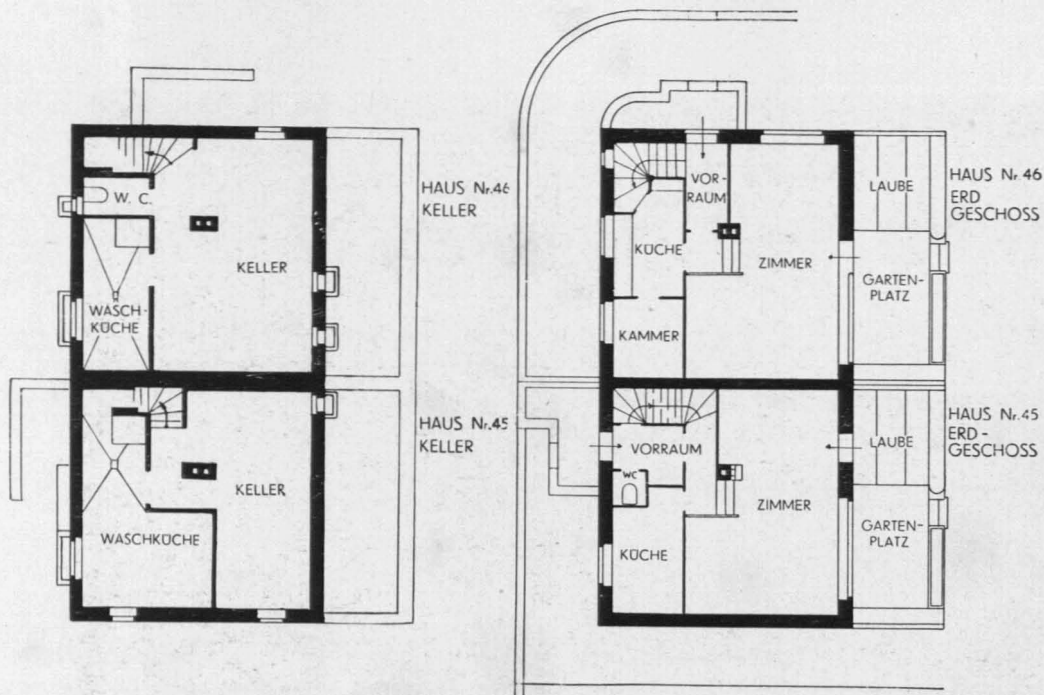 W. C.
KELLER
WASCH-
KÜCHE
HAUS Nr. 46
KELLER
KELLER
WASCHKÜCHE
HAUS Nr. 45
KELLER
VOR-
RAUM
KÜCHE
ZIMMER
KAMMER
LAUBE
GARTEN-
PLATZ
HAUS Nr. 46
ERD
GESCHOSS
VORRAUM
WC
ZIMMER
KÜCHE
LAUBE
GARTEN-
PLATZ
HAUS Nr. 45
ERD-
GESCHOSS